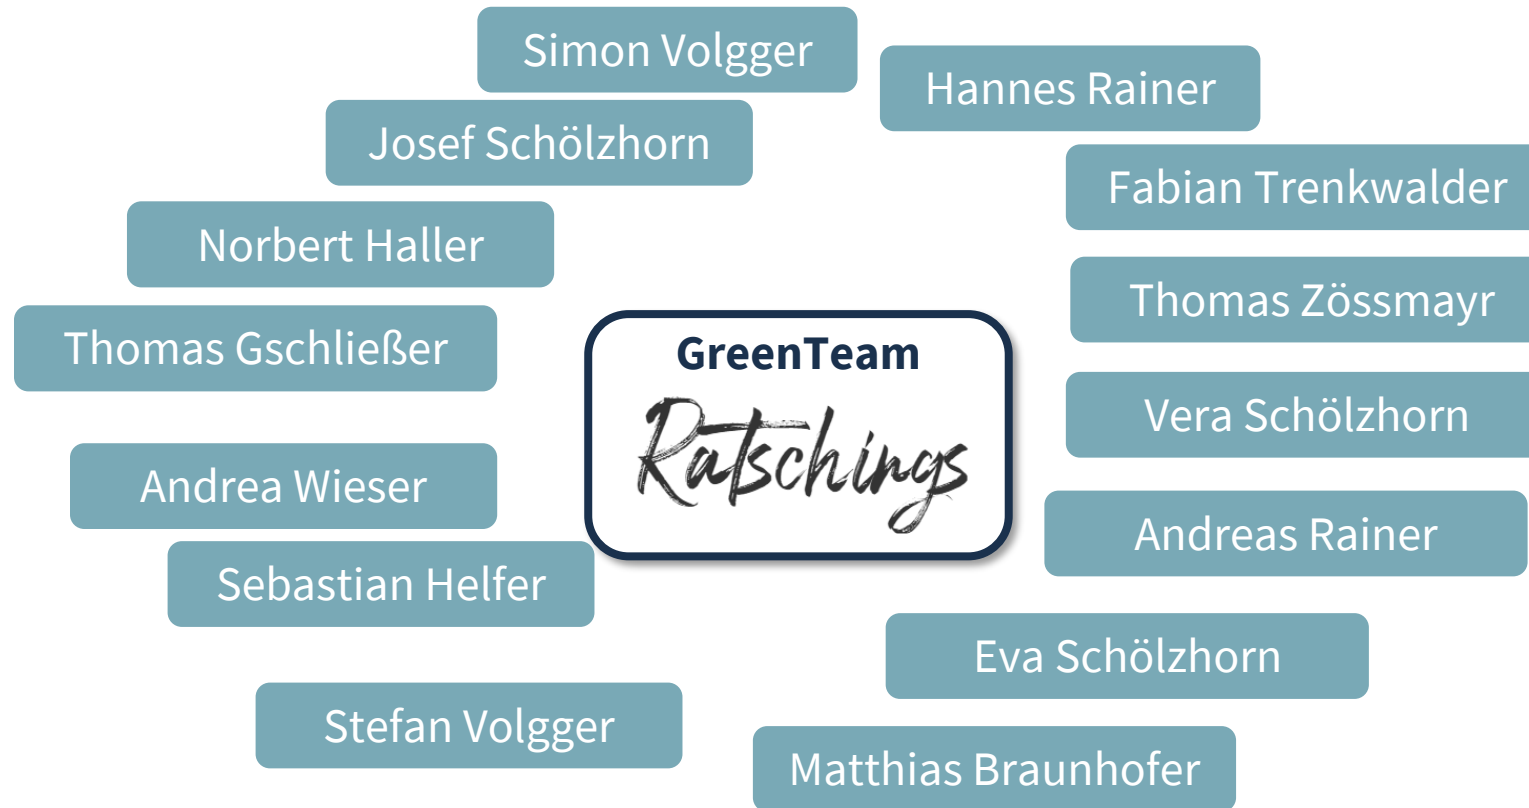 Simon Volgger
Hannes Rainer
Josef Schölzhorn
Fabian Trenkwalder
Norbert Haller
Thomas Zössmayr
Thomas Gschließer
GreenTeam
Ratschings
Vera Schölzhorn
Andrea Wieser
Andreas Rainer
Sebastian Helfer
Eva Schölzhorn
Stefan Volgger
Matthias Braunhofer